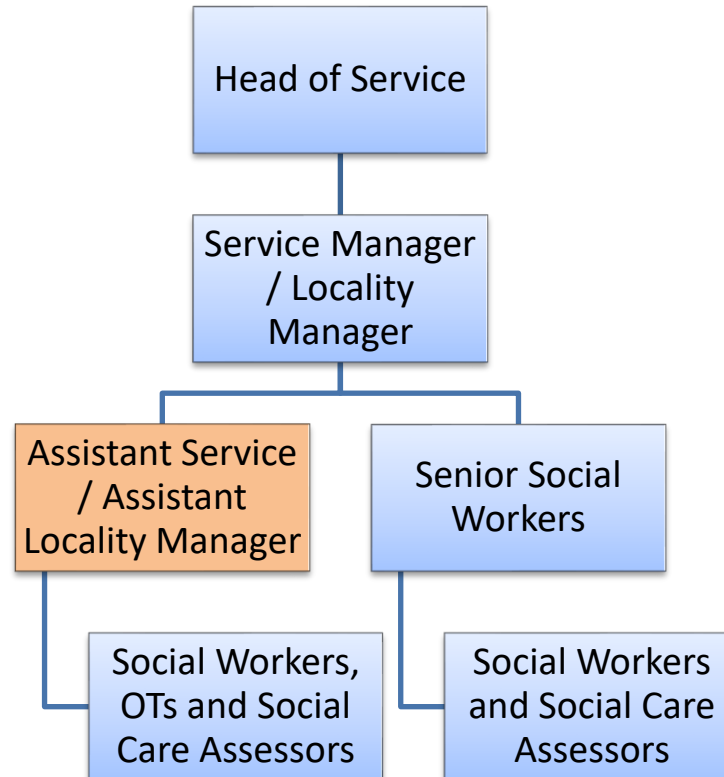 Head of Service
Service Manager
/ Locality
Manager
Assistant Service
/ Assistant
Locality Manager
Senior Social
Workers
Social Workers,
OTs and Social
Care Assessors
Social Workers
and Social Care
Assessors